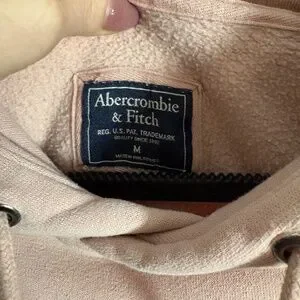 Abercrombie
& Fitch
REG. U.S. PAT. TRADEMARK
QUALITY SINCE 1892
M